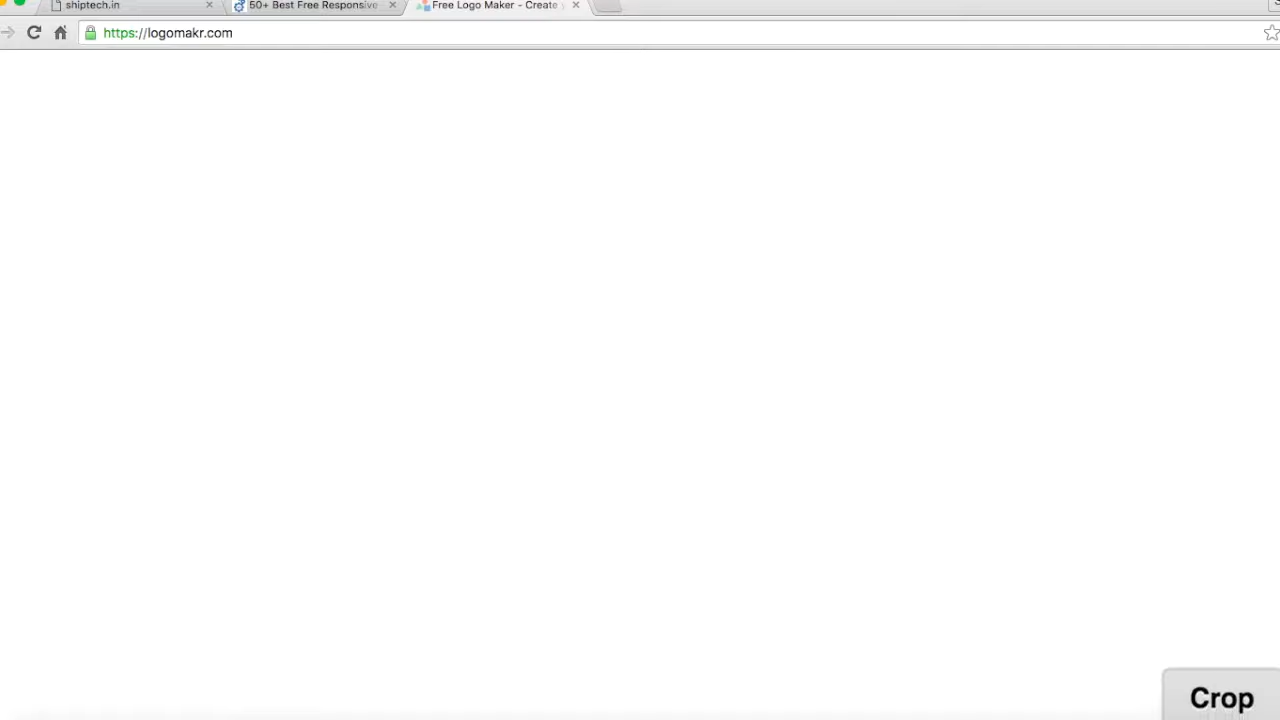 shiptech.in
50+ Best Free Responsive
Free Logo Maker - Create
https://logomakr.com
Crop